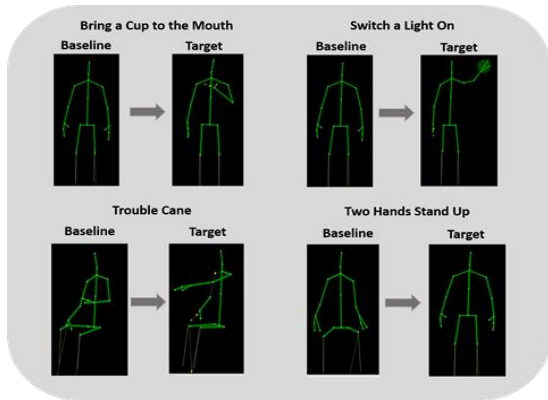 Bring a Cup to the Mouth
Baseline
Target
Switch a Light On
Baseline
Target
Trouble Cane
Baseline
Target
Two Hands Stand Up
Baseline
Target